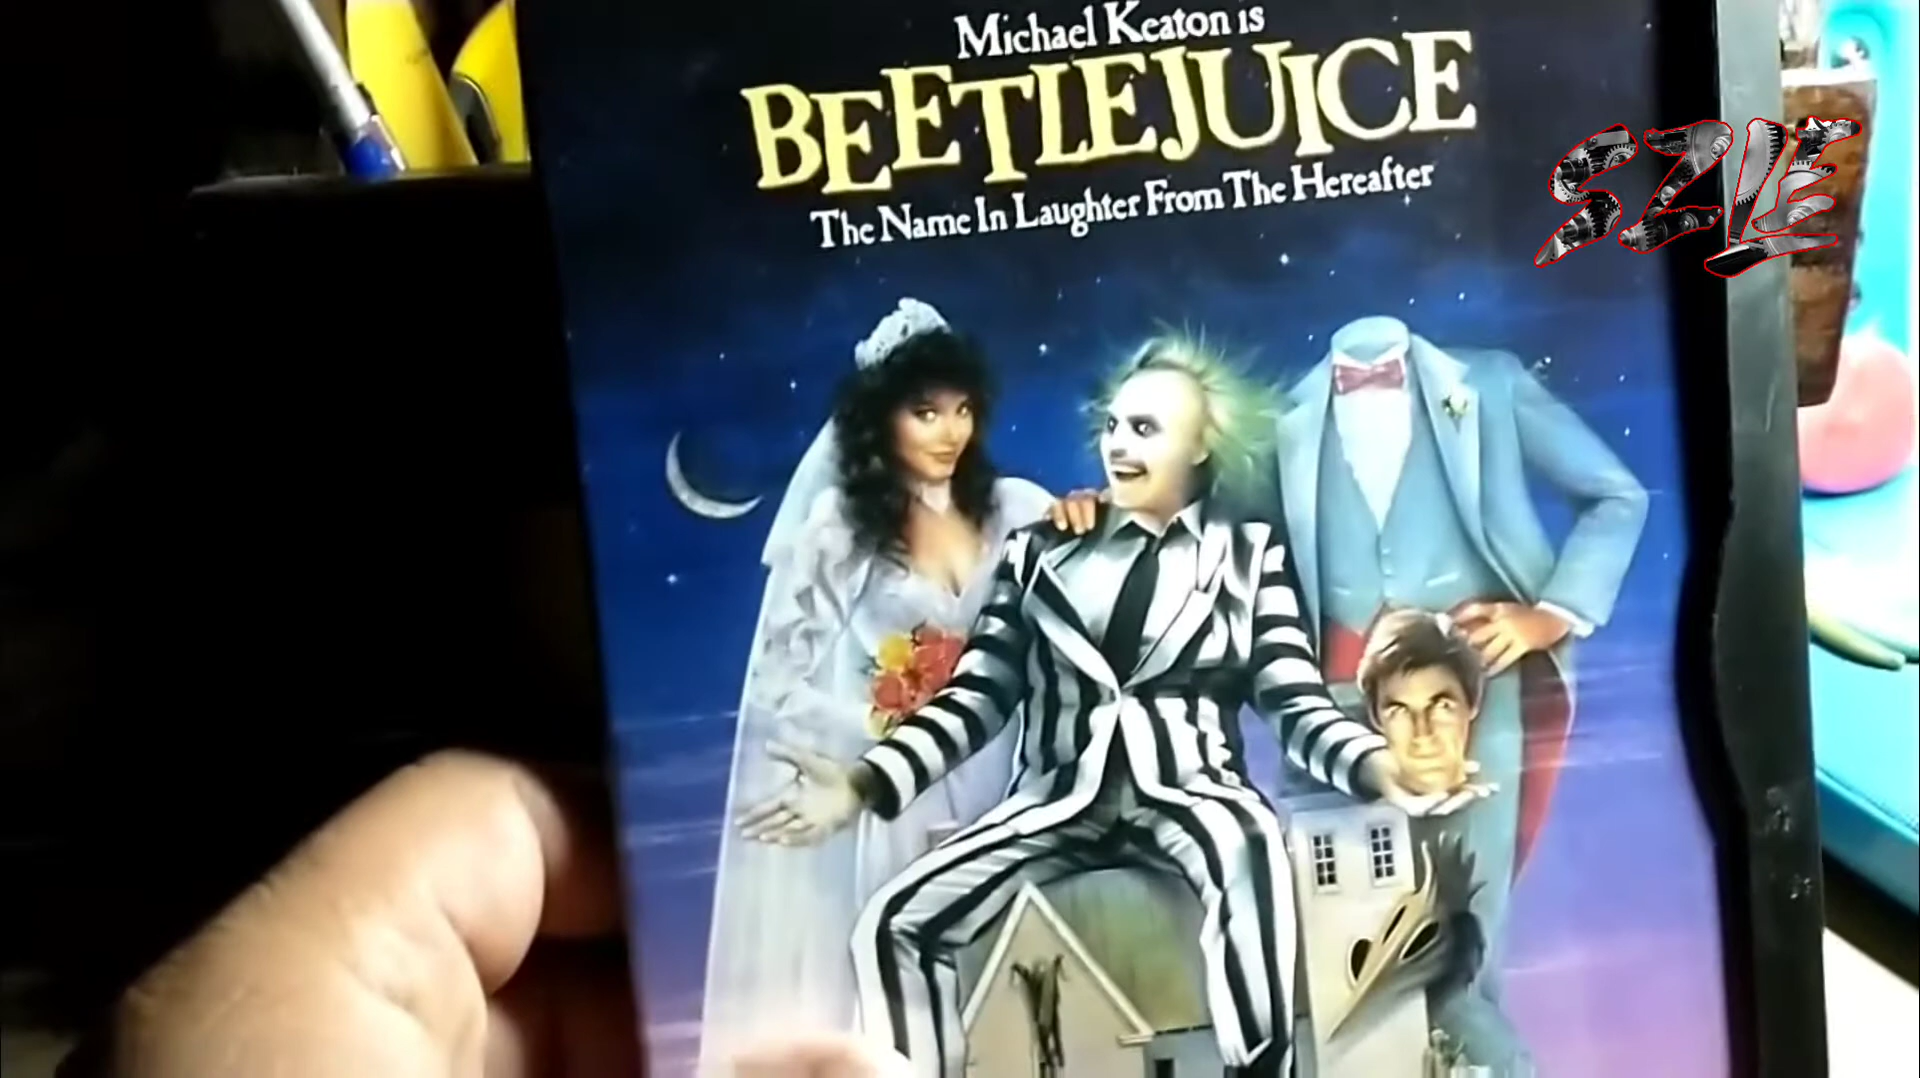 Michael Keaton is
BEETLEJUICE
The Name In Laughter From The Hereafter
SZLE